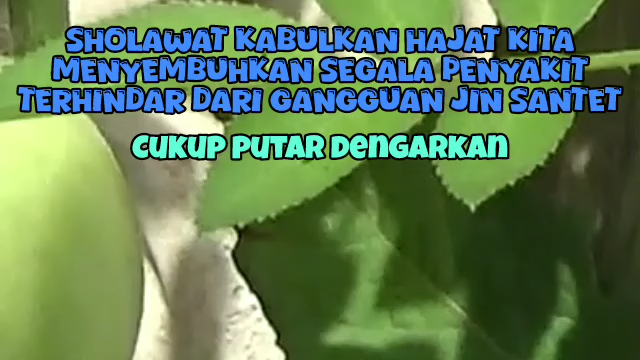 SHOLAWAT KABULKAN HAJAT KITA
MENYEMBUHKAN SEGALA PENYAKIT
TERHINDAR DARI GANGGUAN JIN SANTET
CUKUP PUTAR DENGARKAN